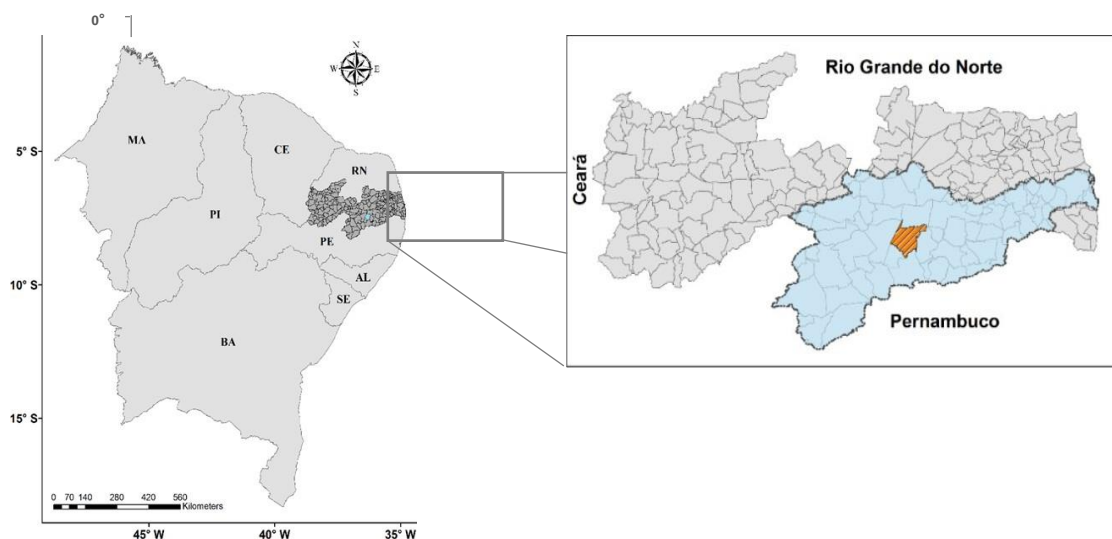 0°
N
W E
S
MA
CE
RN
PI
PE
AL
SE
BA
5° S
10° S
15° S
0 70 140 280 420 560
Kilometers
45° W 40° W 35° W
Rio Grande do Norte
Ceará
Pernambuco